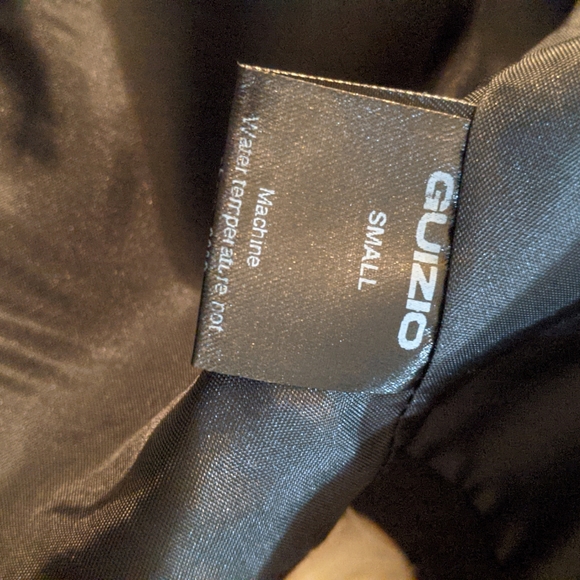 GUIZIO
SMALL
Machine
Water temperature not